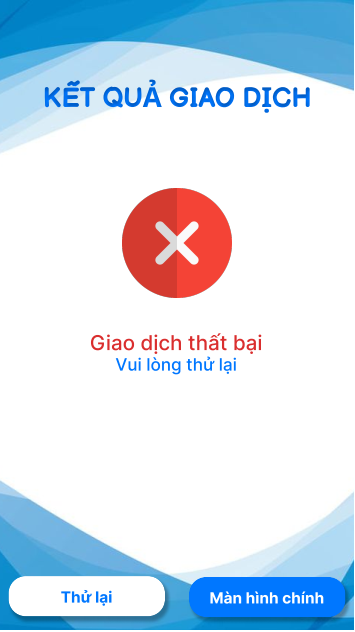 KẾT QUẢ GIAO DỊCH
Giao dịch thất bại
Vui lòng thử lại
Thử lại
Màn hình chính